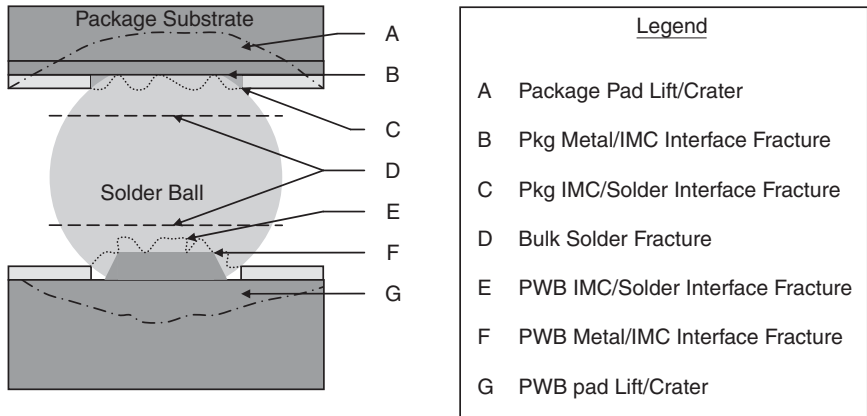 Package Substrate
A
B
C
D
Solder Ball
E
F
G
Legend
A Package Pad Lift/Crater
B Pkg Metal/IMC Interface Fracture
C Pkg IMC/Solder Interface Fracture
D Bulk Solder Fracture
E PWB IMC/Solder Interface Fracture
F PWB Metal/IMC Interface Fracture
G PWB pad Lift/Crater